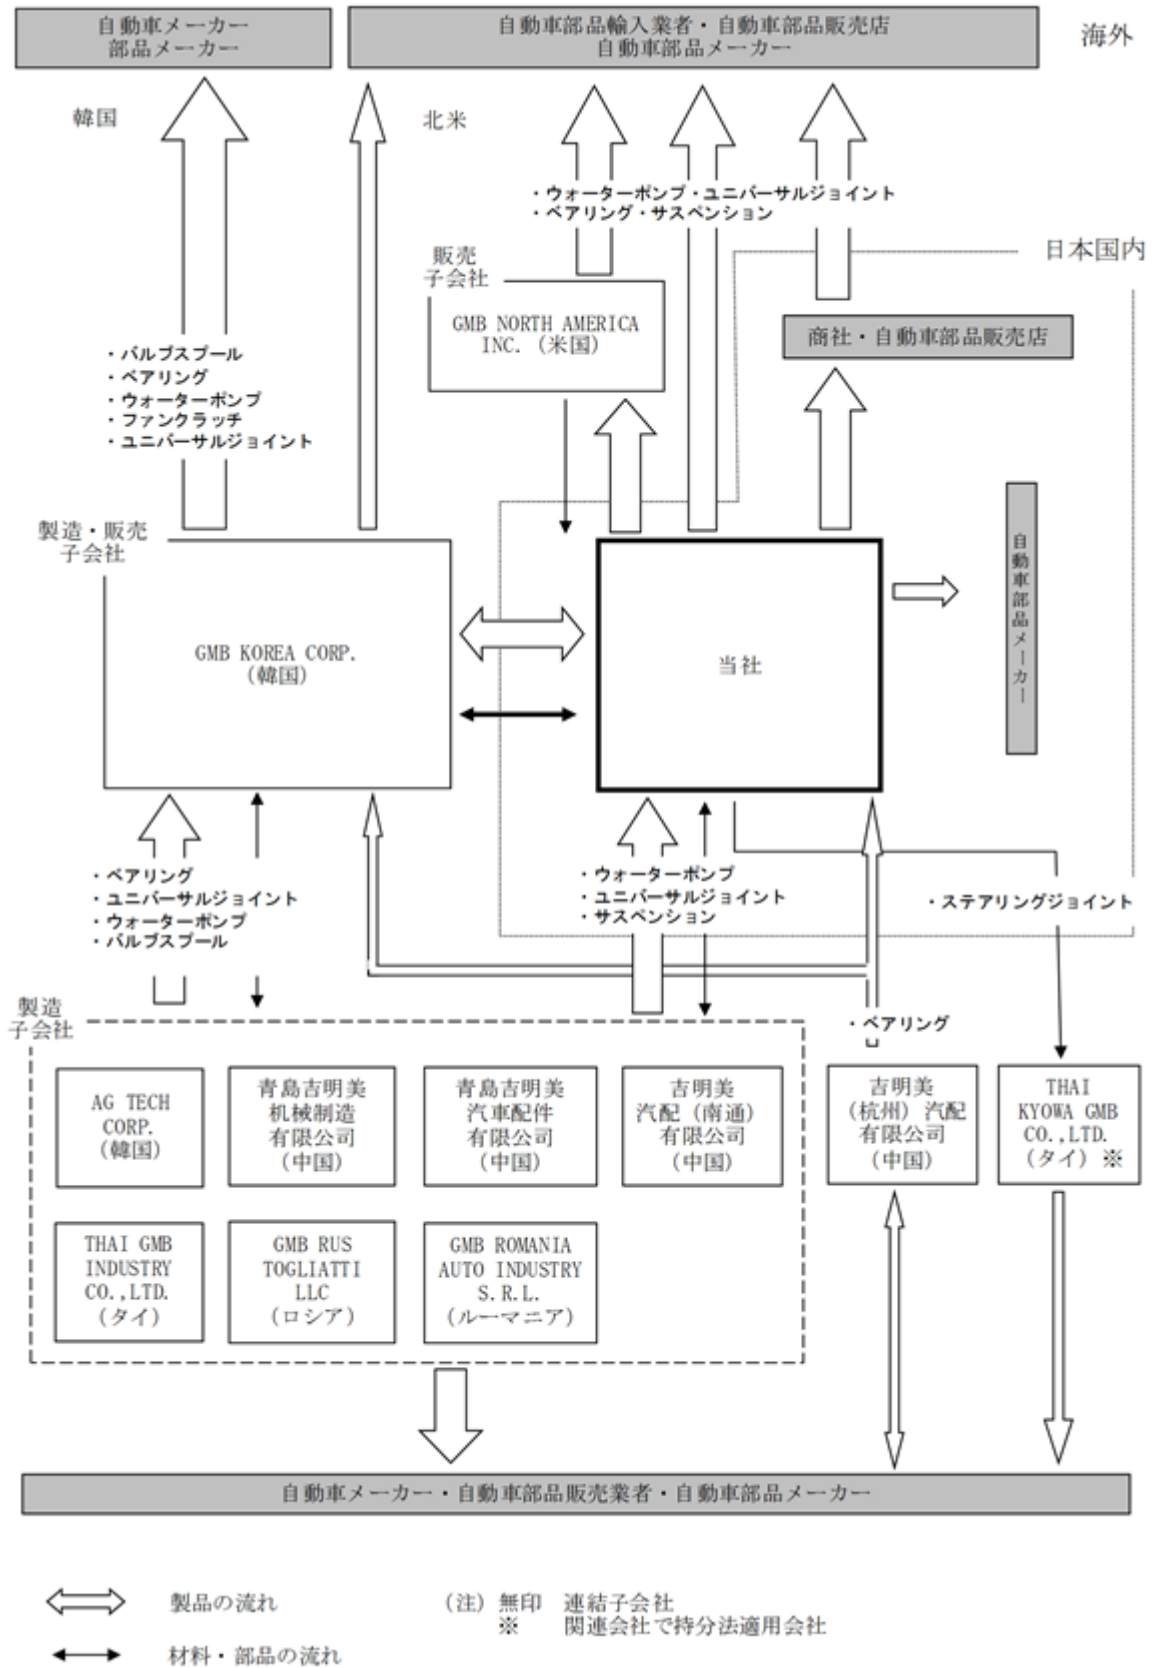 自動車メーカー
部品メーカー
自動車部品輸入業者・自動車部品販売店
自動車部品メーカー
海外
韓国
北米
・ウォーターポンプ・ユニバーサルジョイント
・ベアリング・サスペンション
日本国内
販売
子会社
GMB NORTH AMERICA
INC.（米国）
商社・自動車部品販売店
・バルブスプール
・ベアリング
・ウォーターポンプ
・ファンクラッチ
・ユニバーサルジョイント
製造・販売
子会社
GMB KOREA CORP.
（韓国）
当社
自動車部品メーカー
・ベアリング
・ユニバーサルジョイント
・ウォーターポンプ
・バルブスプール
・ウォーターポンプ
・ユニバーサルジョイント
・サスペンション
・ステアリングジョイント
・ベアリング
製造
子会社
AG TECH
CORP.
（韓国）
青島吉明美
机械制造
有限公司
（中国）
青島吉明美
汽車配件
有限公司
（中国）
吉明美
汽配（南通）
有限公司
（中国）
吉明美
（杭州）汽配
有限公司
（中国）
THAI
KYOWA GMB
CO.,LTD.
（タイ）※
THAI GMB
INDUSTRY
CO.,LTD.
（タイ）
GMB RUS
TOGLIATTI
LLC
（ロシア）
GMB ROMANIA
AUTO INDUSTRY
S.R.L.
（ルーマニア）
自動車メーカー・自動車部品販売業者・自動車部品メーカー
製品の流れ
材料・部品の流れ
（注）無印 連結子会社
※ 関連会社で持分法適用会社